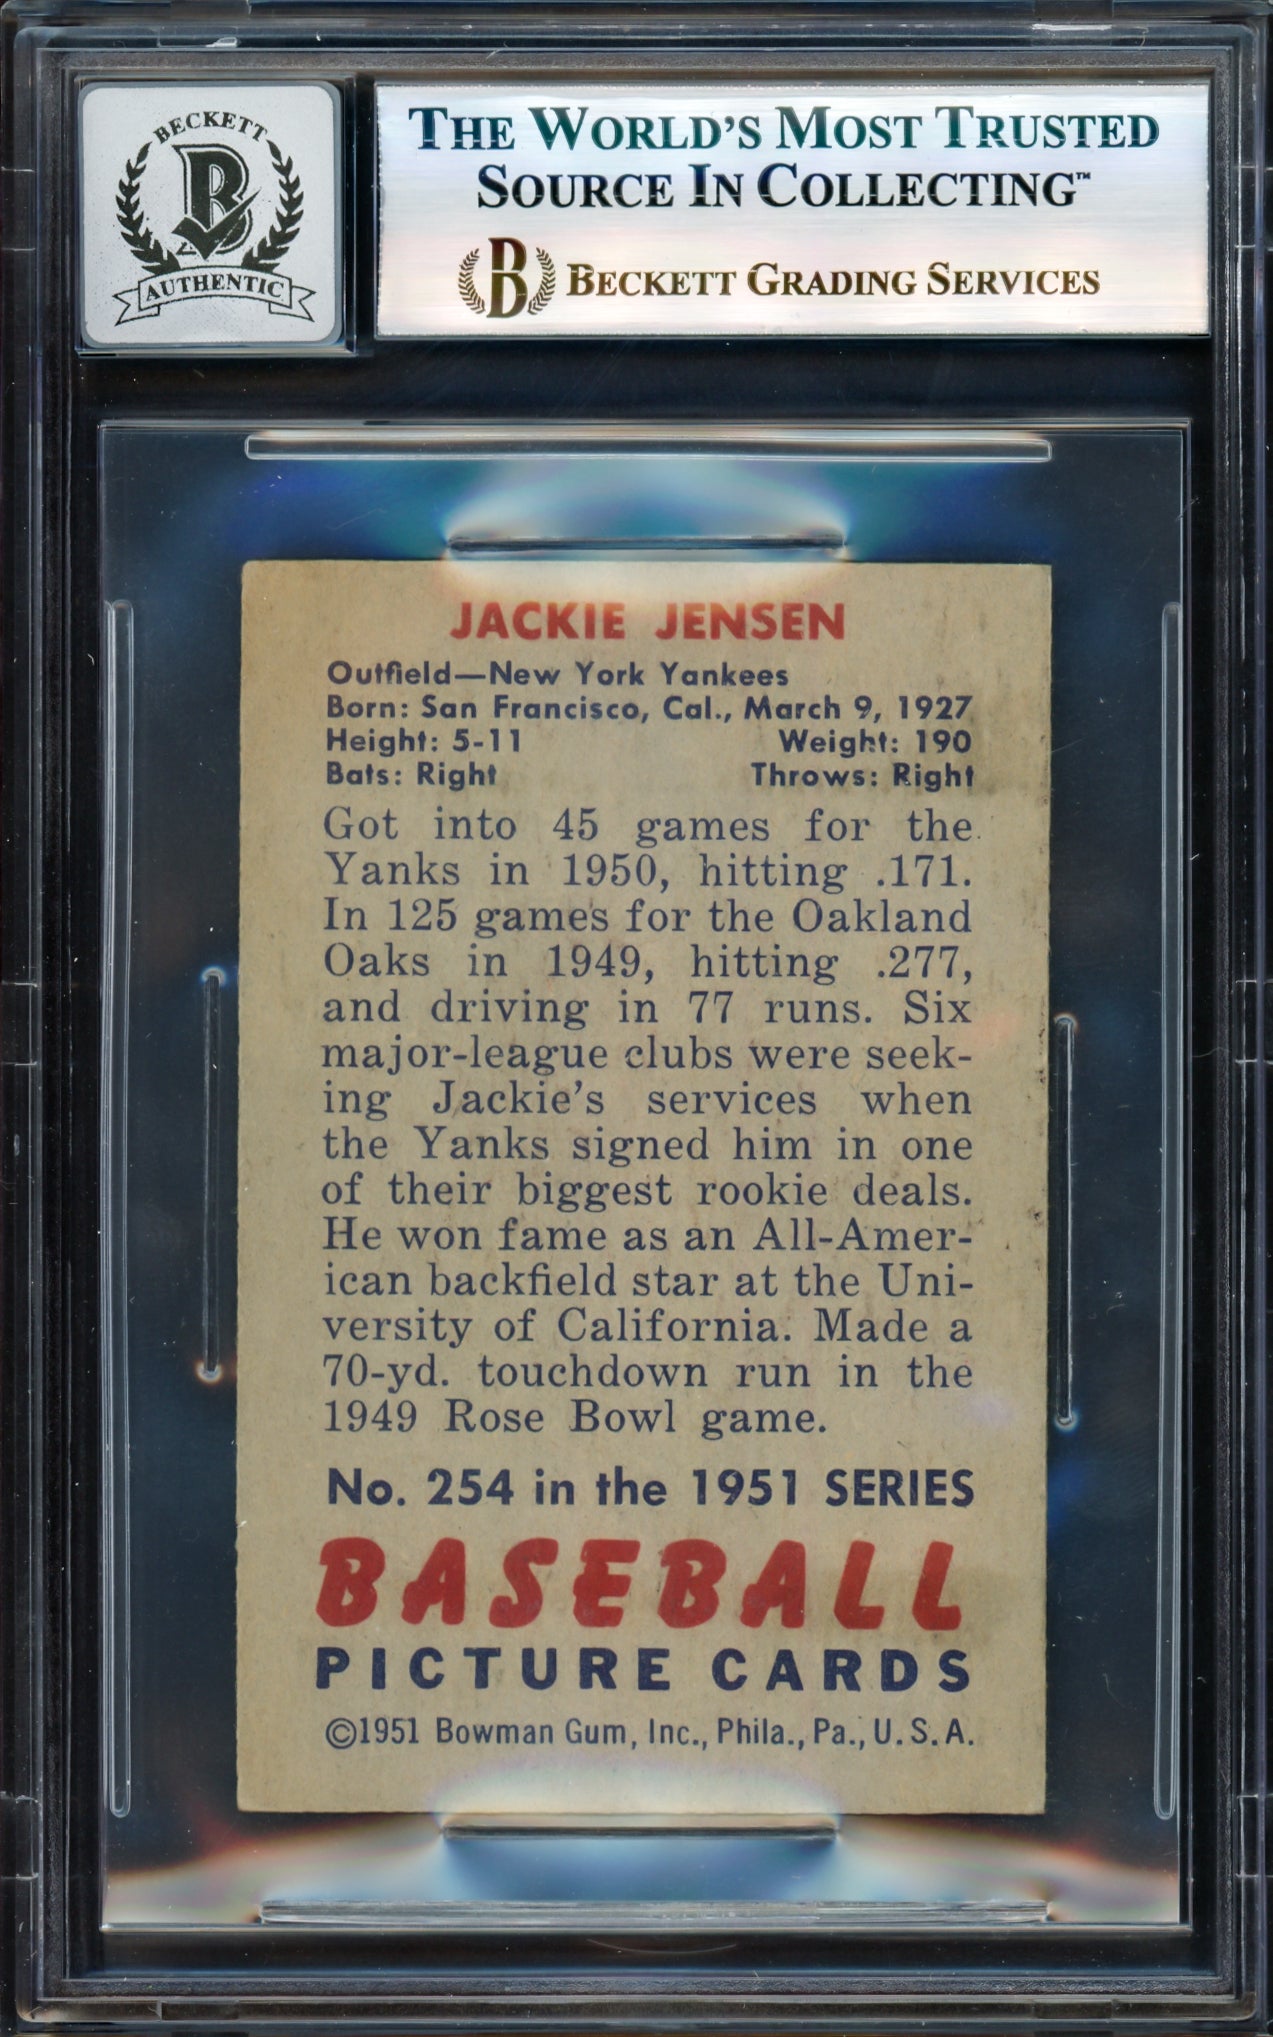 BECKETT
B
AUTHENTIC
THE WORLD'S MOST TRUSTED
SOURCE IN COLLECTING™
B BECKETT GRADING SERVICES
JACKIE JENSEN
Outfield—New York Yankees
Born: San Francisco, Cal., March 9, 1927
Height: 5-11 Weight: 190
Bats: Right Throws: Right
Got into 45 games for the
Yanks in 1950, hitting .171.
In 125 games for the Oakland
Oaks in 1949, hitting .277,
and driving in 77 runs. Six
major-league clubs were seek-
ing Jackie's services when
the Yanks signed him in one
of their biggest rookie deals.
He won fame as an All-Amer-
ican backfield star at the Uni-
versity of California. Made a
70-yd. touchdown run in the
1949 Rose Bowl game.
No. 254 in the 1951 SERIES
BASEBALL
PICTURE CARDS
©1951 Bowman Gum, Inc., Phila., Pa., U.S.A.